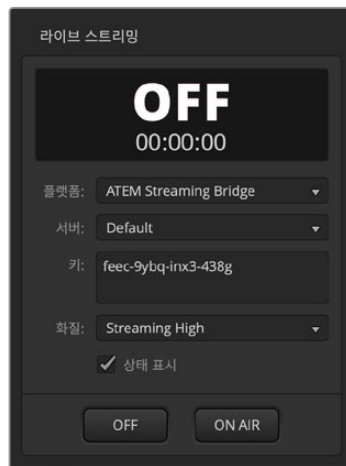 라이브 스트리밍
OFF
00:00:00
플랫폼: ATEM Streaming Bridge
서버: Default
키: feec-9ybq-inx3-438g
화질: Streaming High
상태 표시
OFF ON AIR